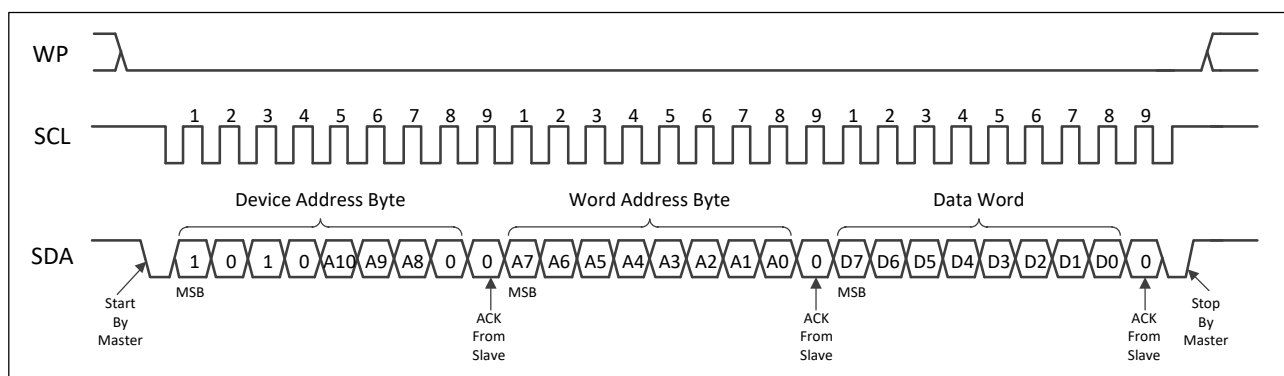 WP
1 2 3 4 5 6 7 8 9 1 2 3 4 5 6 7 8 9 1 2 3 4 5 6 7 8 9
SCL
Device Address Byte Word Address Byte Data Word
SDA 1 0 1 0 A10 A9 A8 0 0 A7 A6 A5 A4 A3 A2 A1 A0 0 D7 D6 D5 D4 D3 D2 D1 D0 0
MSB MSB MSB
Start
By
Master
ACK
From
Slave
ACK
From
Slave
ACK
From
Slave
Stop
By
Master